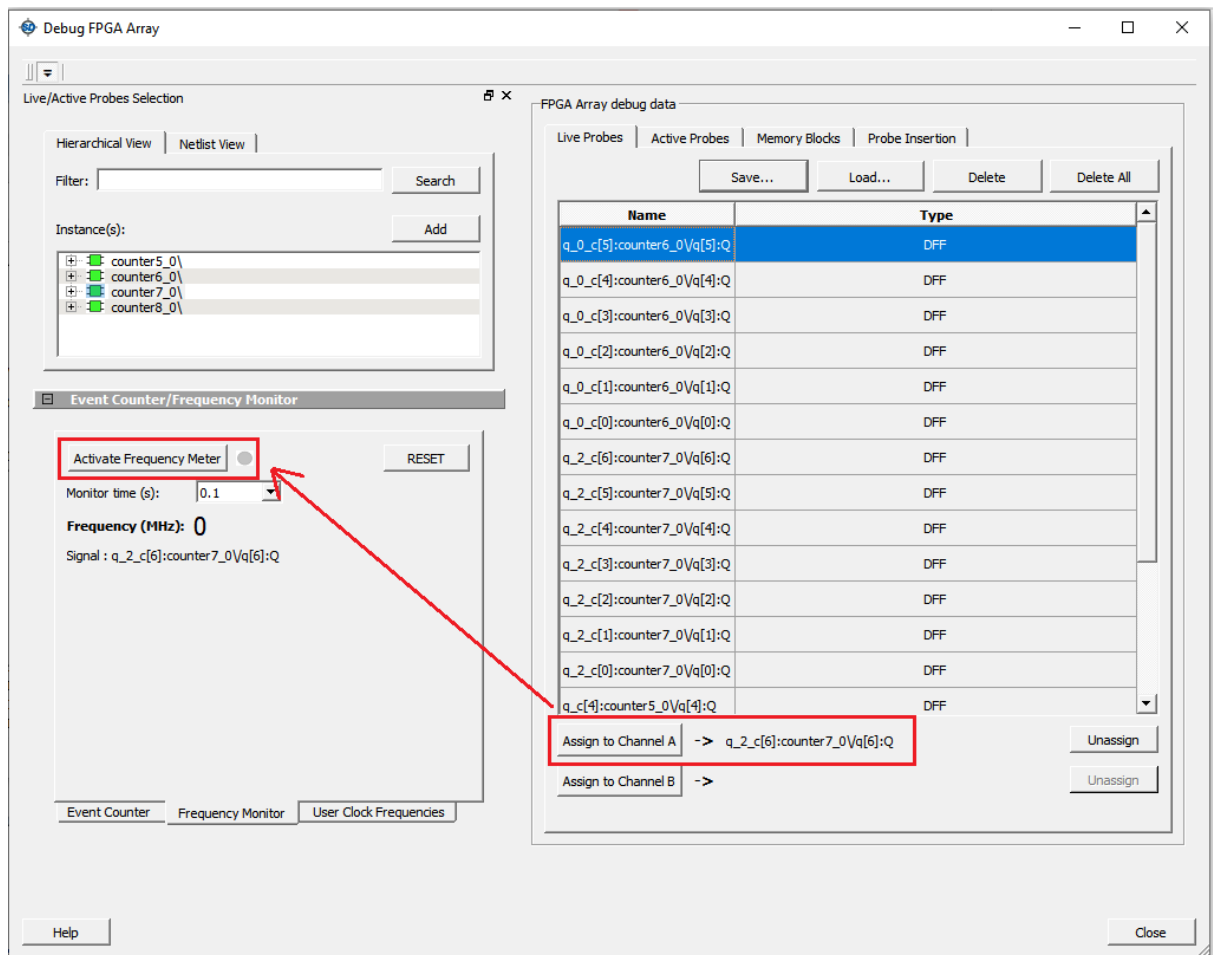 Debug FPGA Array
Live/Active Probes Selection
Hierarchical View Netlist View
Filter: Search
Instance(s): Add
counter5_0\
counter6_0\
counter7_0\
counter8_0\
Event Counter/Frequency Monitor
Activate Frequency Meter RESET
Monitor time (s): 0.1
Frequency (MHz): 0
Signal : q_2_c[6]:counter7_0\/q[6]:Q
Event Counter Frequency Monitor User Clock Frequencies
FPGA Array debug data
Live Probes Active Probes Memory Blocks Probe Insertion
Save... Load... Delete Delete All
Name Type
q_0_c[5]:counter6_0\/q[5]:Q DFF
q_0_c[4]:counter6_0\/q[4]:Q DFF
q_0_c[3]:counter6_0\/q[3]:Q DFF
q_0_c[2]:counter6_0\/q[2]:Q DFF
q_0_c[1]:counter6_0\/q[1]:Q DFF
q_0_c[0]:counter6_0\/q[0]:Q DFF
q_2_c[6]:counter7_0\/q[6]:Q DFF
q_2_c[5]:counter7_0\/q[5]:Q DFF
q_2_c[4]:counter7_0\/q[4]:Q DFF
q_2_c[3]:counter7_0\/q[3]:Q DFF
q_2_c[2]:counter7_0\/q[2]:Q DFF
q_2_c[1]:counter7_0\/q[1]:Q DFF
q_2_c[0]:counter7_0\/q[0]:Q DFF
q_c[4]:counter5_0\/q[4]:Q DFF
Assign to Channel A -> q_2_c[6]:counter7_0\/q[6]:Q Unassign
Assign to Channel B -> Unassign
Help Close